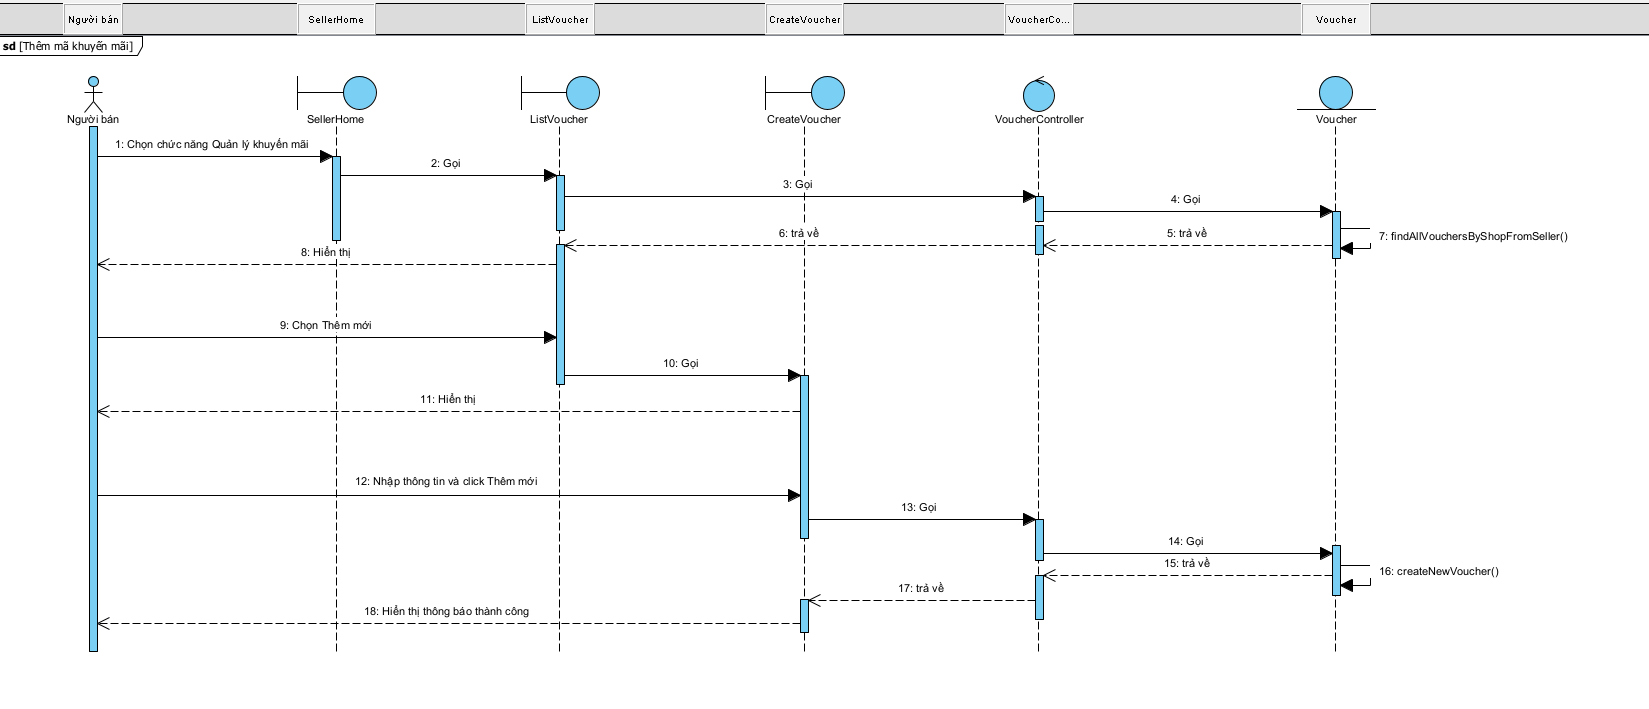 Người bán
SellerHome
ListVoucher
CreateVoucher
VoucherCo...
Voucher
sd [Thêm mã khuyến mãi]
Người bán
SellerHome
ListVoucher
CreateVoucher
VoucherController
Voucher
1: Chọn chức năng Quản lý khuyến mãi
2: Gọi
3: Gọi
4: Gọi
6: trả về
5: trả về
7: findAllVouchersByShopFromSeller()
8: Hiển thị
9: Chọn Thêm mới
10: Gọi
11: Hiển thị
12: Nhập thông tin và click Thêm mới
13: Gọi
14: Gọi
15: trả về
16: createNewVoucher()
17: trả về
18: Hiển thị thông báo thành công